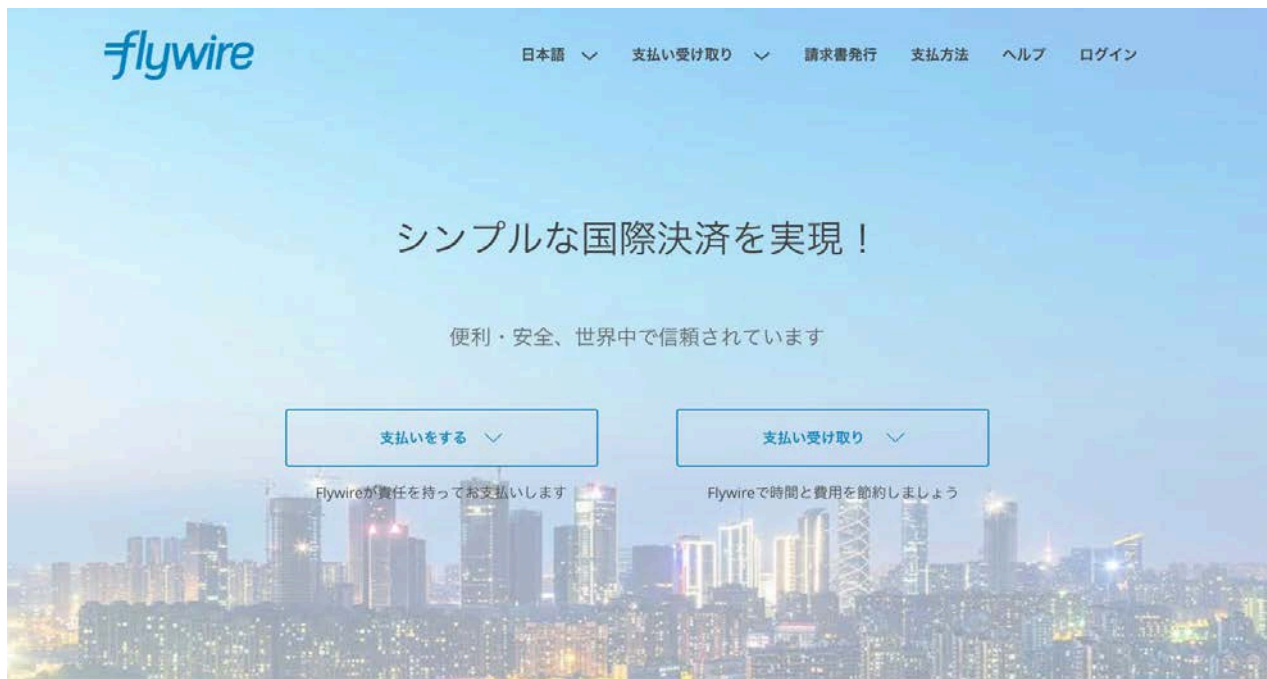 flywire
日本語 支払い受け取り 請求書発行 支払方法 ヘルプ ログイン
シンプルな国際決済を実現！
便利・安全、世界中で信頼されています
支払いをする 支払い受け取り
Flywireが責任を持ってお支払いします Flywireで時間と費用を節約しましょう